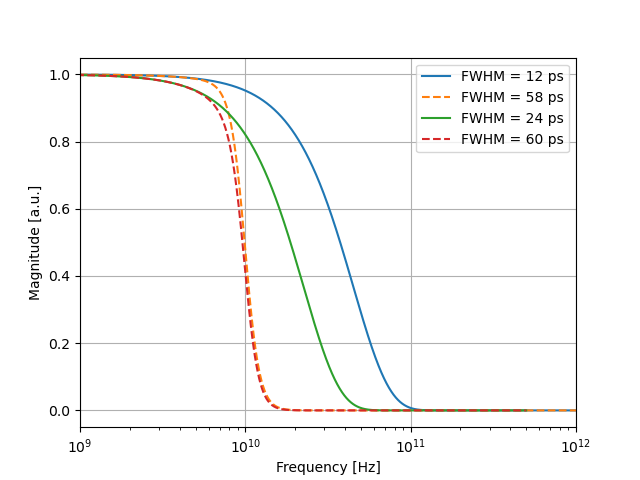 FWHM = 12 ps
FWHM = 58 ps
FWHM = 24 ps
FWHM = 60 ps
Magnitude [a.u.]
1.0
0.8
0.6
0.4
0.2
0.0
10⁹ 10¹⁰ 10¹¹ 10¹²
Frequency [Hz]